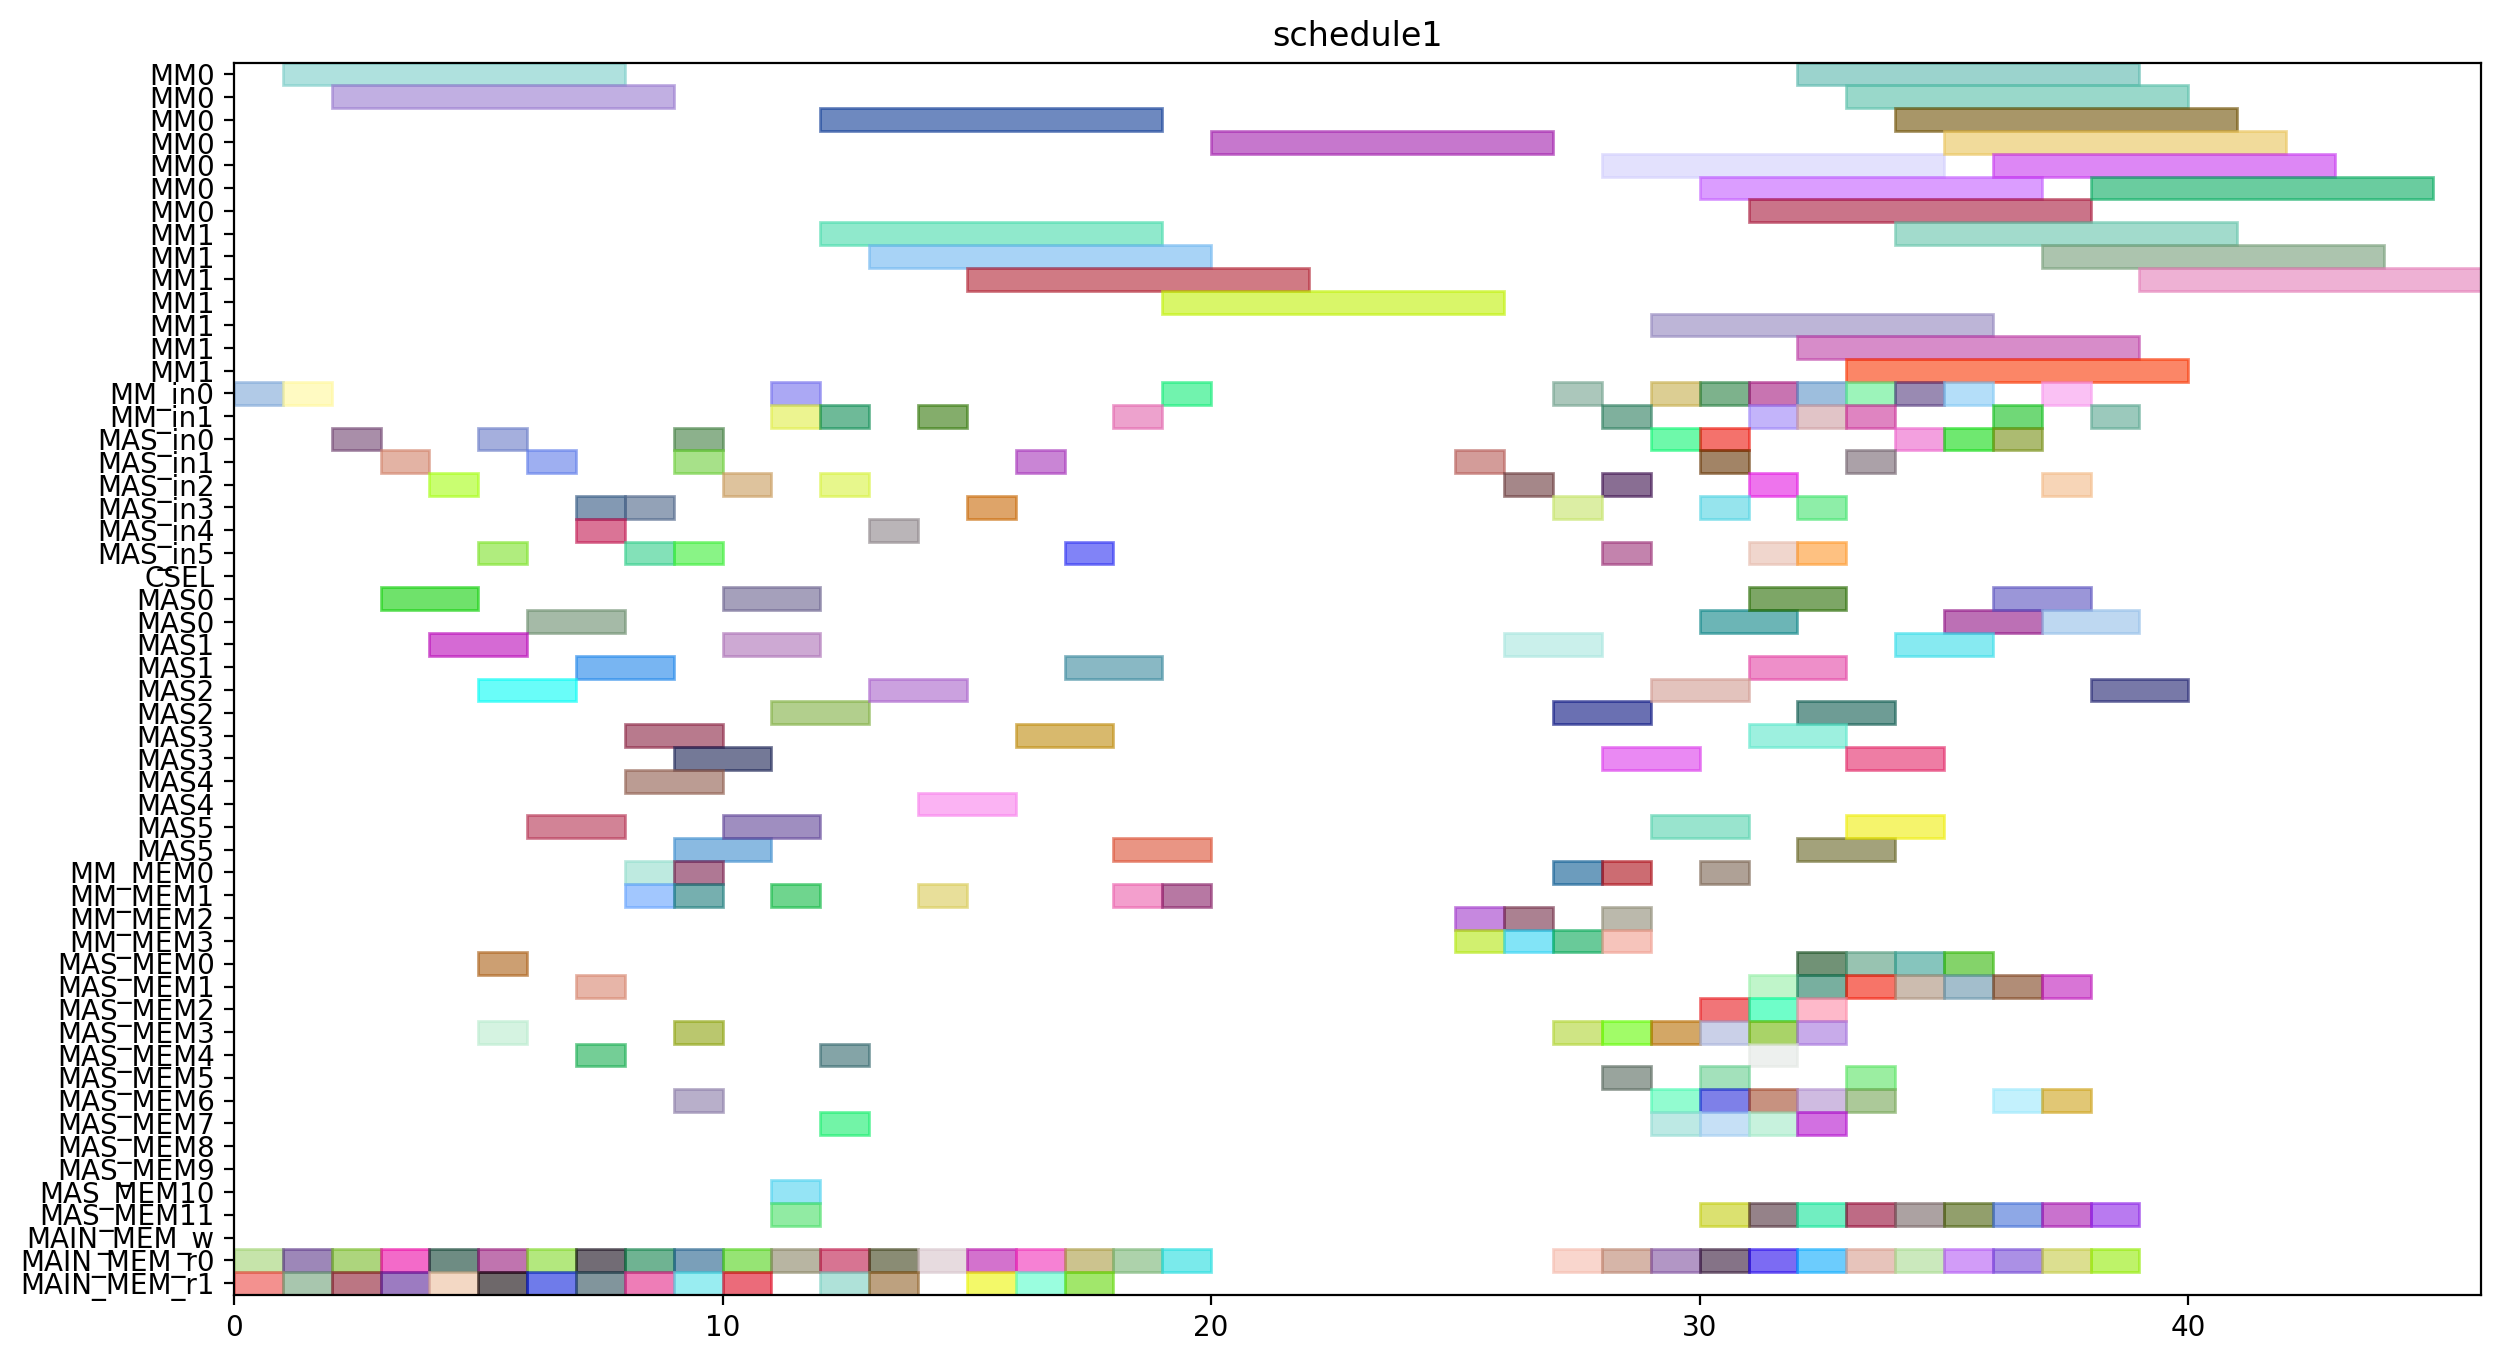 schedule1
MM0
MM0
MM0
MM0
MM0
MM0
MM0
MM1
MM1
MM1
MM1
MM1
MM1
MM1
MM_in0
MM_in1
MAS_in0
MAS_in1
MAS_in2
MAS_in3
MAS_in4
MAS_in5
CSEL
MAS0
MAS0
MAS1
MAS1
MAS2
MAS2
MAS3
MAS3
MAS4
MAS4
MAS5
MAS5
MM_MEM0
MM_MEM1
MM_MEM2
MM_MEM3
MAS_MEM0
MAS_MEM1
MAS_MEM2
MAS_MEM3
MAS_MEM4
MAS_MEM5
MAS_MEM6
MAS_MEM7
MAS_MEM8
MAS_MEM9
MAS_MEM10
MAS_MEM11
MAIN_MEM_w
MAIN_MEM_r0
MAIN_MEM_r1
0 10 20 30 40